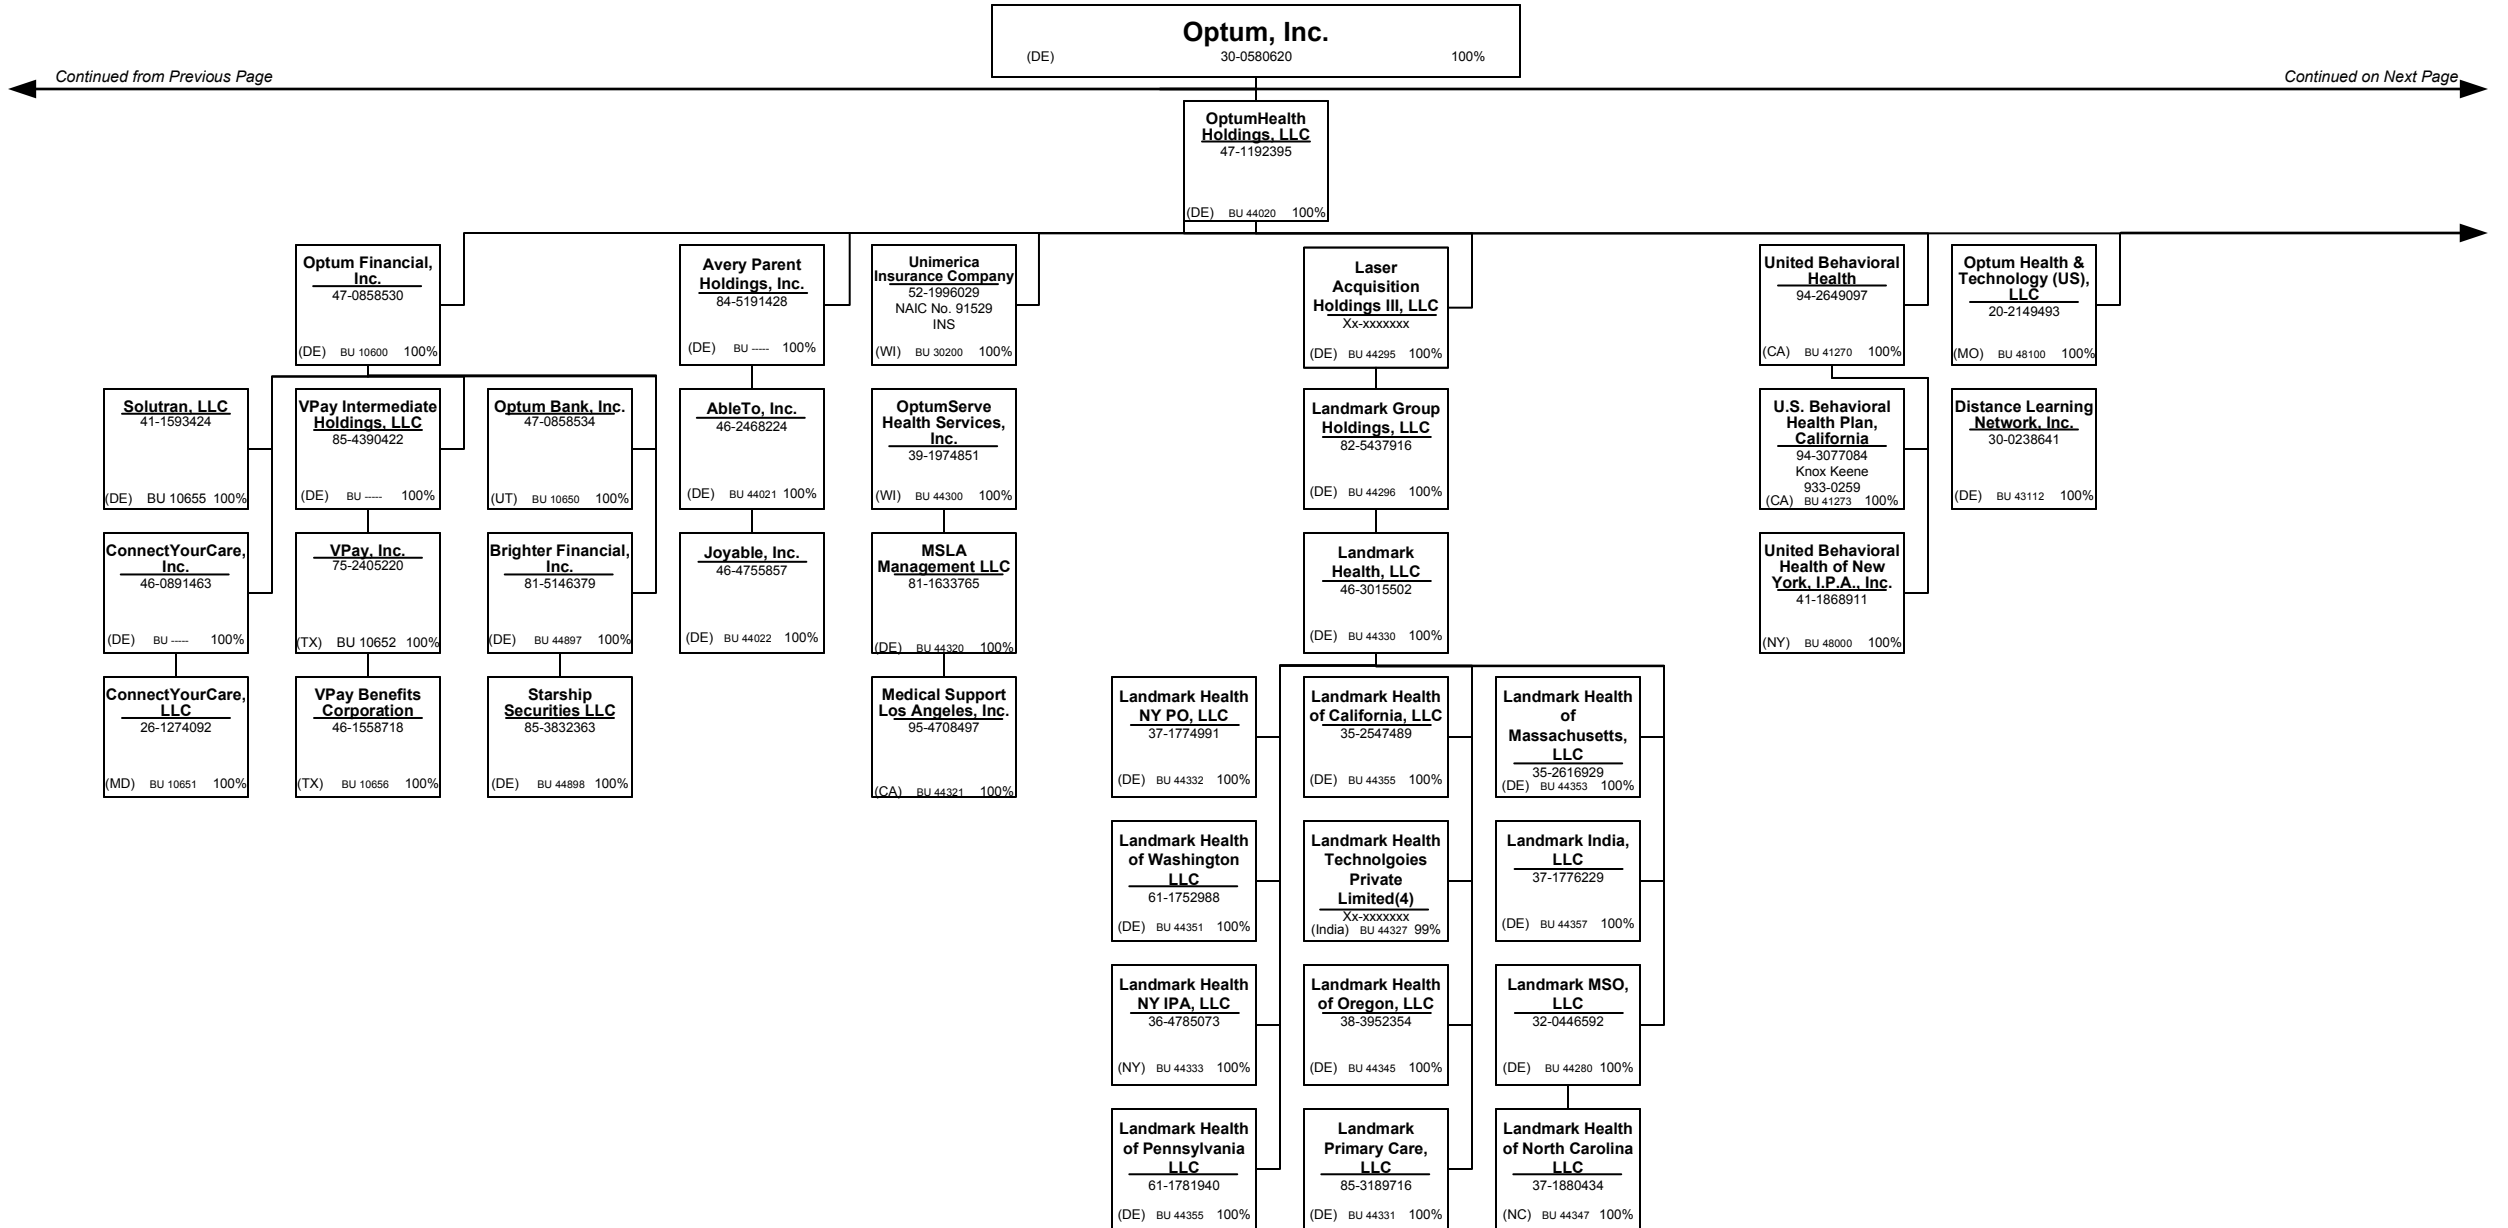 Optum, Inc.
(DE) 30-0580620 100%
Continued from Previous Page
Continued on Next Page
OptumHealth
Holdings, LLC
47-1192395
(DE) BU 44020 100%
Optum Financial,
Inc.
47-0858530
(DE) BU 10600 100%
Avery Parent
Holdings, Inc.
84-5191428
(DE) BU ----- 100%
Unimerica
Insurance Company
52-1996029
NAIC No. 91529
INS
(WI) BU 30200 100%
Laser
Acquisition
Holdings III, LLC
Xx-xxxxxxx
(DE) BU 44295 100%
United Behavioral
Health
94-2649097
(CA) BU 41270 100%
Optum Health &
Technology (US),
LLC
20-2149493
(MO) BU 48100 100%
Solutran, LLC
41-1593424
(DE) BU 10655 100%
VPay Intermediate
Holdings, LLC
85-4390422
(DE) BU ----- 100%
Optum Bank, Inc.
47-0858534
(UT) BU 10650 100%
AbleTo, Inc.
46-2468224
(DE) BU 44021 100%
OptumServe
Health Services,
Inc.
39-1974851
(WI) BU 44300 100%
Landmark Group
Holdings, LLC
82-5437916
(DE) BU 44296 100%
U.S. Behavioral
Health Plan,
California
94-3077084
Knox Keene
933-0259
(CA) BU 41273 100%
Distance Learning
Network, Inc.
30-0238641
(DE) BU 43112 100%
ConnectYourCare,
Inc.
46-0891463
(DE) BU ----- 100%
VPay, Inc.
75-2405220
(TX) BU 10652 100%
Brighter Financial,
Inc.
81-5146379
(DE) BU 44897 100%
Joyable, Inc.
46-4755857
(DE) BU 44022 100%
MSLA
Management LLC
81-1633765
(DE) BU 44320 100%
Landmark
Health, LLC
46-3015502
(DE) BU 44330 100%
United Behavioral
Health of New
York, I.P.A., Inc.
41-1868911
(NY) BU 48000 100%
ConnectYourCare,
LLC
26-1274092
(MD) BU 10651 100%
VPay Benefits
Corporation
46-1558718
(TX) BU 10656 100%
Starship
Securities LLC
85-3832363
(DE) BU 44898 100%
Medical Support
Los Angeles, Inc.
95-4708497
(CA) BU 44321 100%
Landmark Health
NY PO, LLC
37-1774991
(DE) BU 44332 100%
Landmark Health
of California, LLC
35-2547489
(DE) BU 44355 100%
Landmark Health
of
Massachusetts,
LLC
35-2616929
(DE) BU 44353 100%
Landmark Health
of Washington
LLC
61-1752988
(DE) BU 44351 100%
Landmark Health
Technolgoies
Private
Limited(4)
Xx-xxxxxxx
(India) BU 44327 99%
Landmark India,
LLC
37-1776229
(DE) BU 44357 100%
Landmark Health
NY IPA, LLC
36-4785073
(NY) BU 44333 100%
Landmark Health
of Oregon, LLC
38-3952354
(DE) BU 44345 100%
Landmark MSO,
LLC
32-0446592
(DE) BU 44280 100%
Landmark Health
of Pennsylvania
LLC
61-1781940
(DE) BU 44355 100%
Landmark
Primary Care,
LLC
85-3189716
(DE) BU 44331 100%
Landmark Health
of North Carolina
LLC
37-1880434
(NC) BU 44347 100%